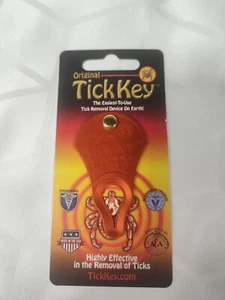 Original
TickKey
The Easiest-To-Use
Tick Removal Device On Earth!
Highly Effective
in the Removal of Ticks
TickKey.com